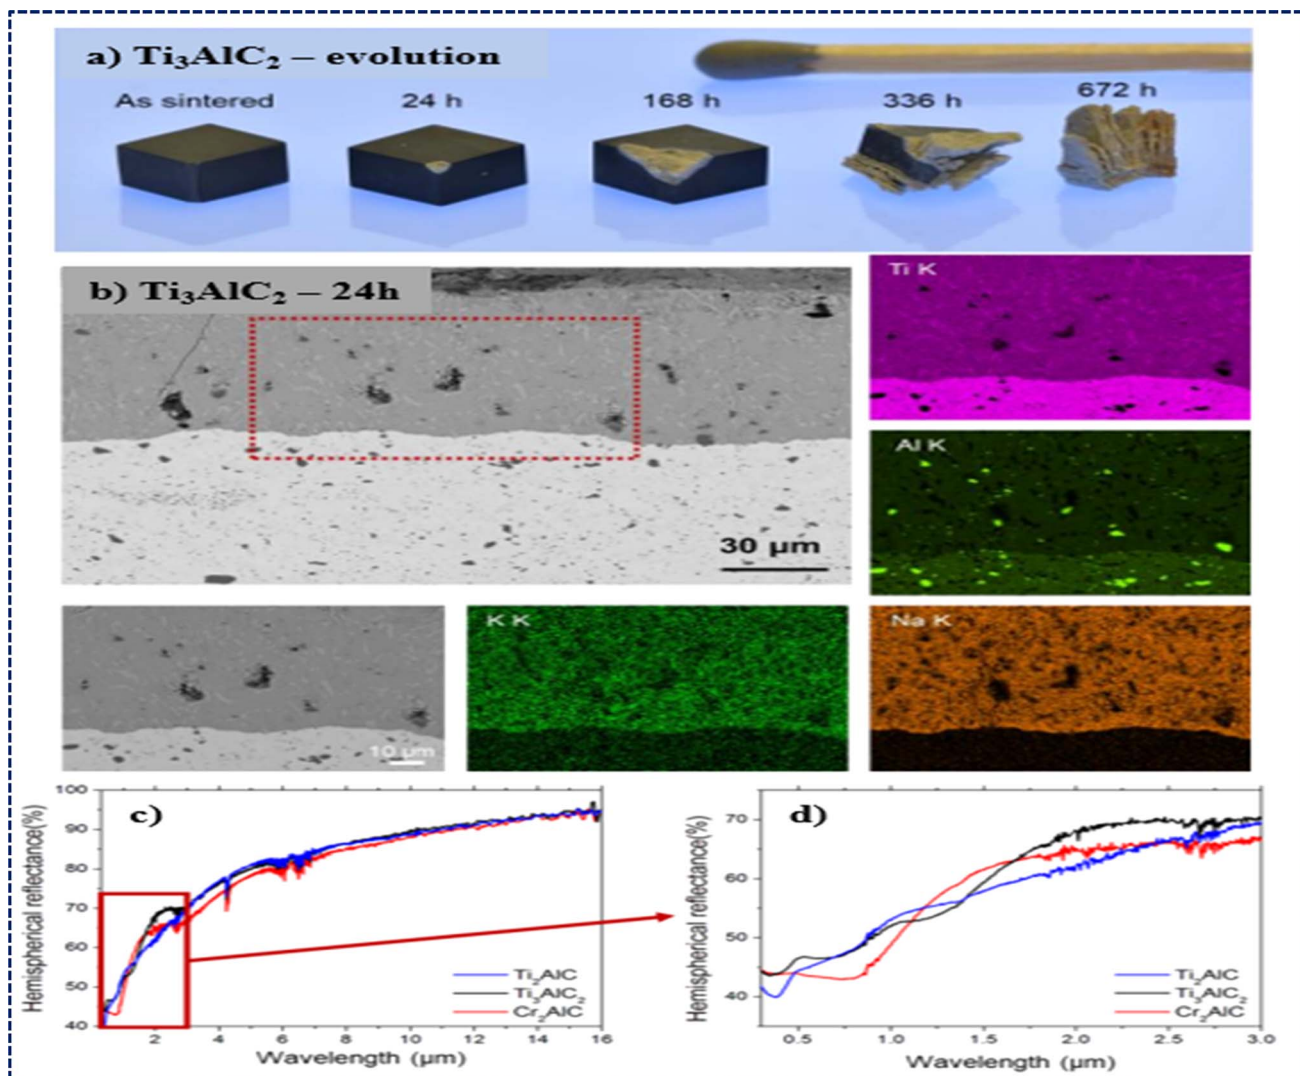 a) Ti₃AlC₂ – evolution
As sintered
24 h
168 h
336 h
672 h
b) Ti₃AlC₂ – 24h
30 μm
Ti K
Al K
10 μm
K K
Na K
c)
Hemispherical reflectance(%)
100
90
80
70
60
50
40
2
4
6
8
10
12
14
16
Wavelength (μm)
Ti₂AlC
Ti₃AlC₂
Cr₂AlC
d)
Hemispherical reflectance(%)
70
60
50
40
0.5
1.0
1.5
2.0
2.5
3.0
Wavelength (μm)
Ti₂AlC
Ti₃AlC₂
Cr₂AlC